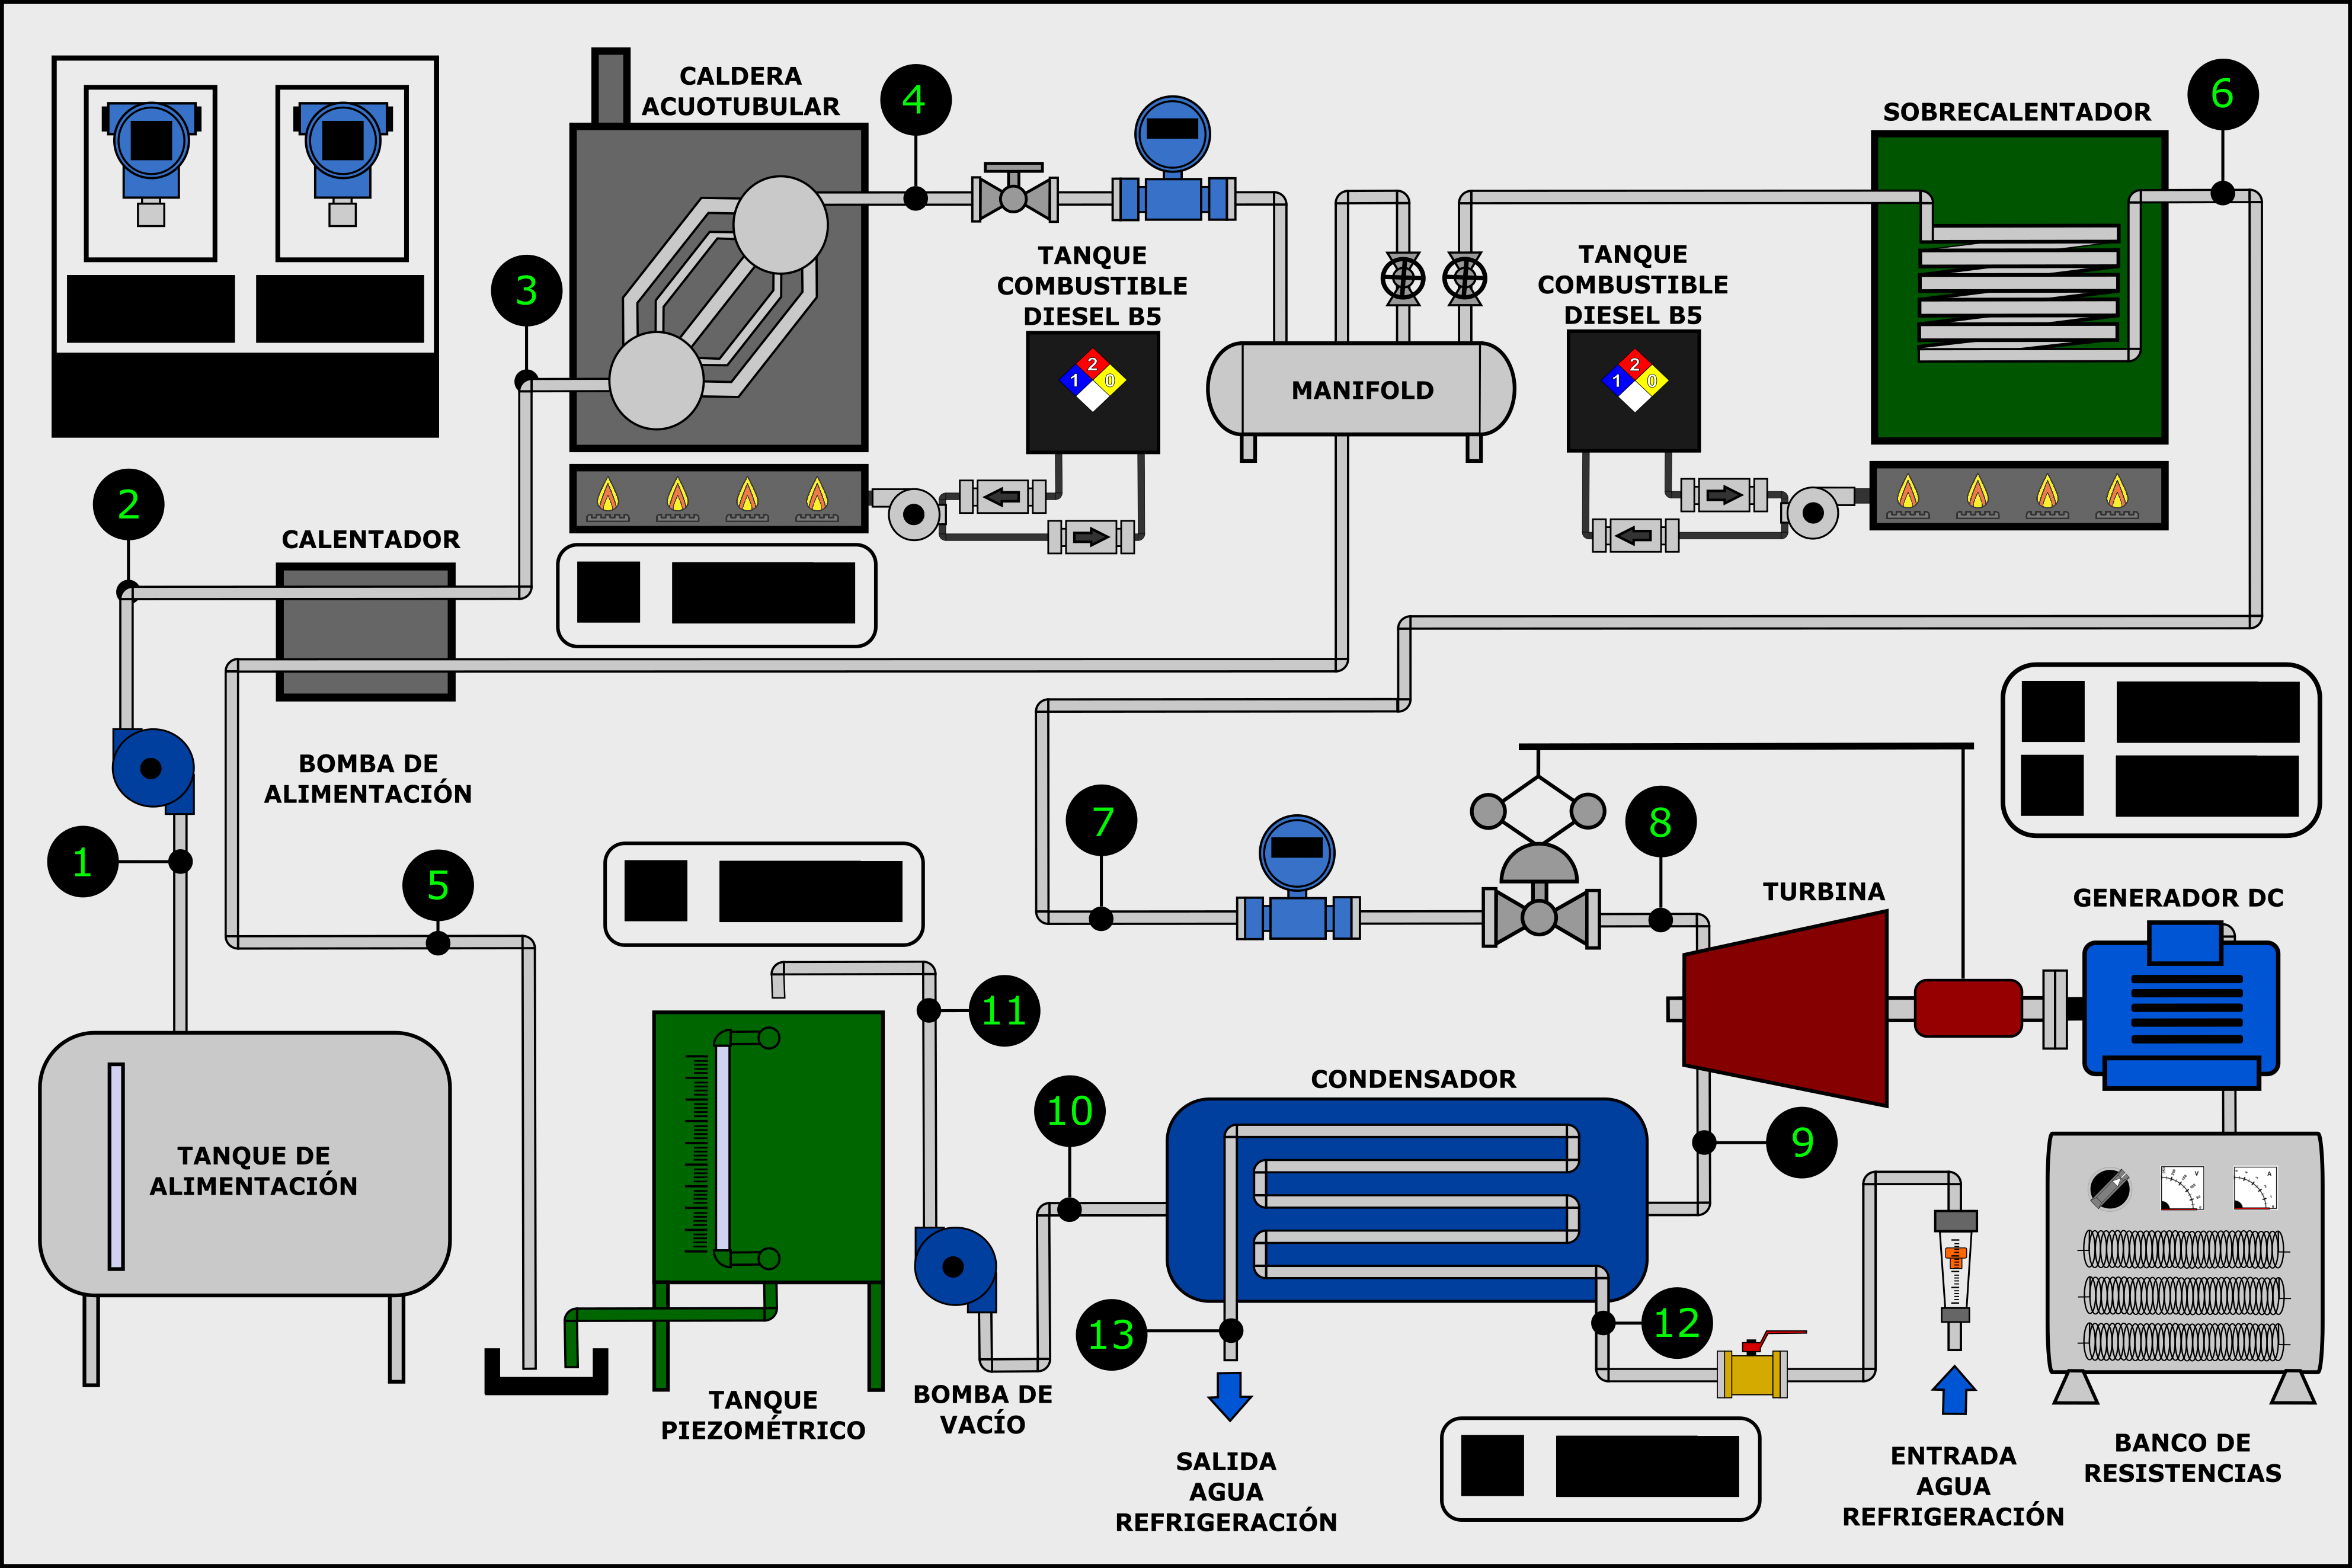 CALDERA
ACUOTUBULAR
4
SOBRECALENTADOR
6
3
TANQUE
COMBUSTIBLE
DIESEL B5
2
1
0
TANQUE
COMBUSTIBLE
DIESEL B5
2
1
0
MANIFOLD
2
CALENTADOR
BOMBA DE
ALIMENTACIÓN
1
5
7
8
TURBINA
GENERADOR DC
11
10
CONDENSADOR
9
TANQUE DE
ALIMENTACIÓN
V
A
13
12
TANQUE
PIEZOMÉTRICO
BOMBA DE
VACÍO
SALIDA
AGUA
REFRIGERACIÓN
ENTRADA
AGUA
REFRIGERACIÓN
BANCO DE
RESISTENCIAS